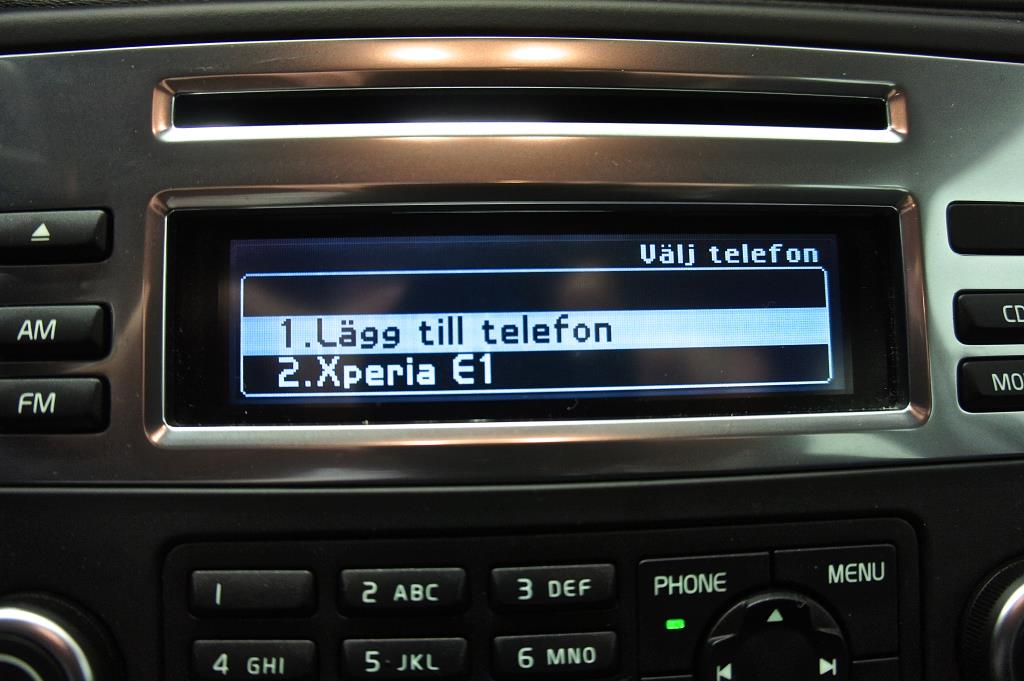 Välj telefon
1.Lägg till telefon
2.Xperia E1
AM
FM
CD
1
2 ABC
3 DEF
PHONE
MENU
4 GHI
5 JKL
6 MNO